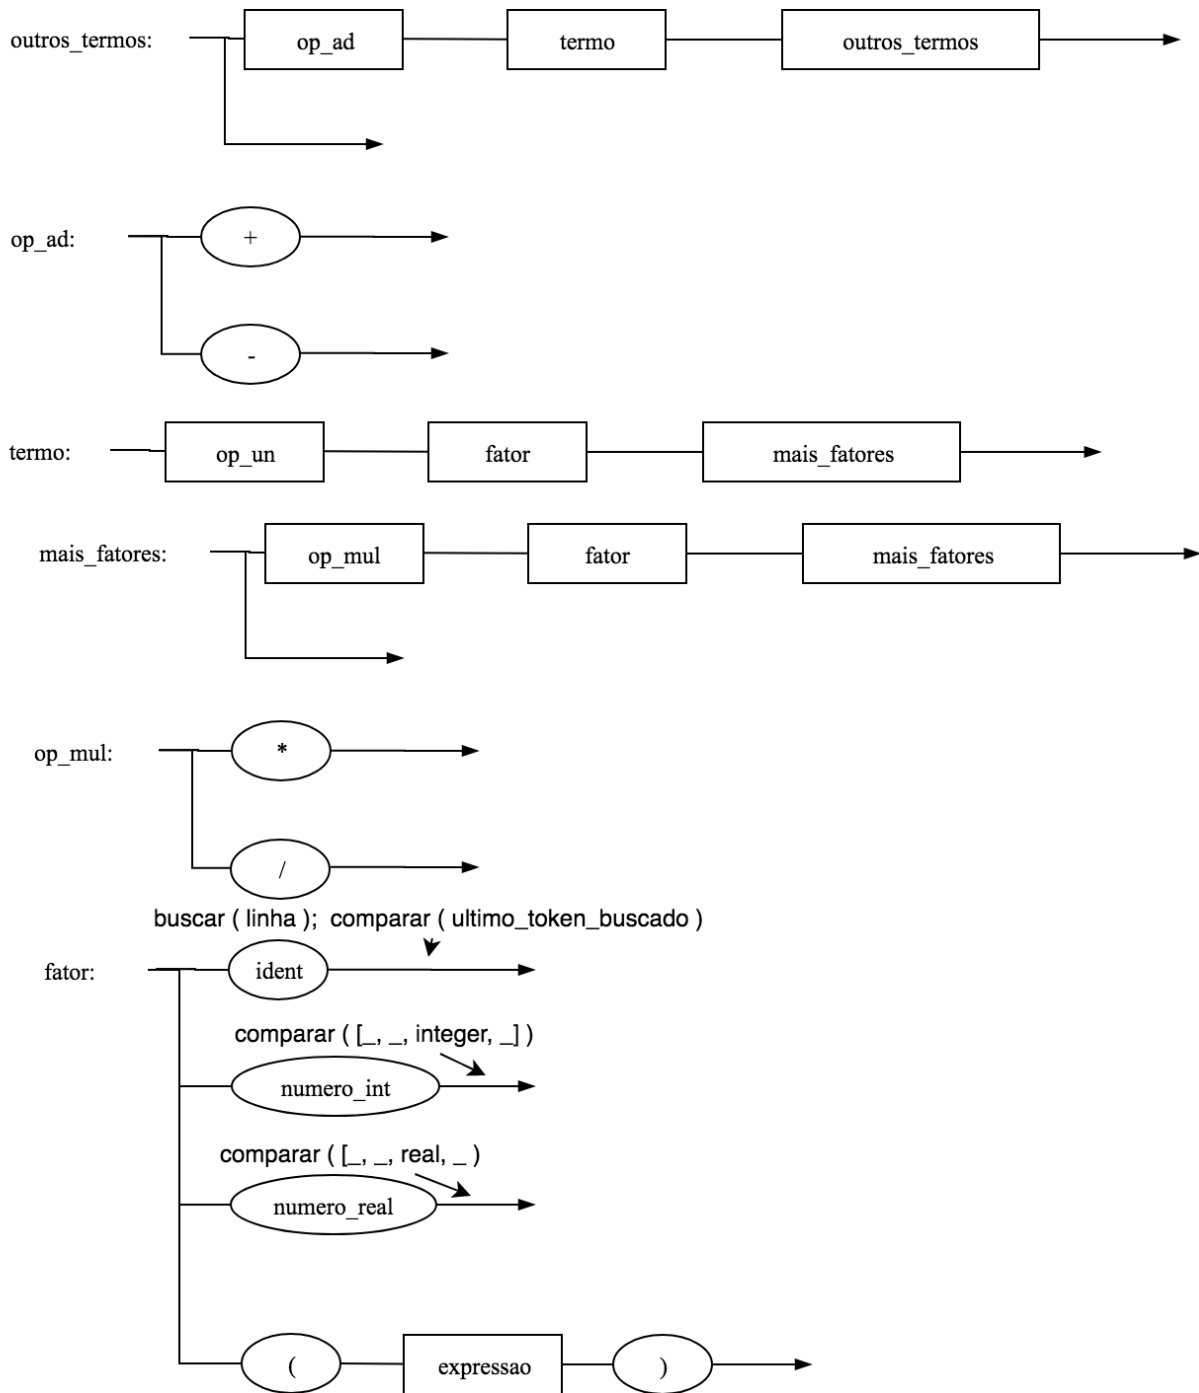 outros_termos: op_ad termo outros_termos
op_ad: +
-
termo: op_un fator mais_fatores
mais_fatores: op_mul fator mais_fatores
op_mul: *
/
buscar ( linha ); comparar ( ultimo_token_buscado )
fator: ident
comparar ( [_, _, integer, _] )
numero_int
comparar ( [_, _, real, _ )
numero_real
( expressao )